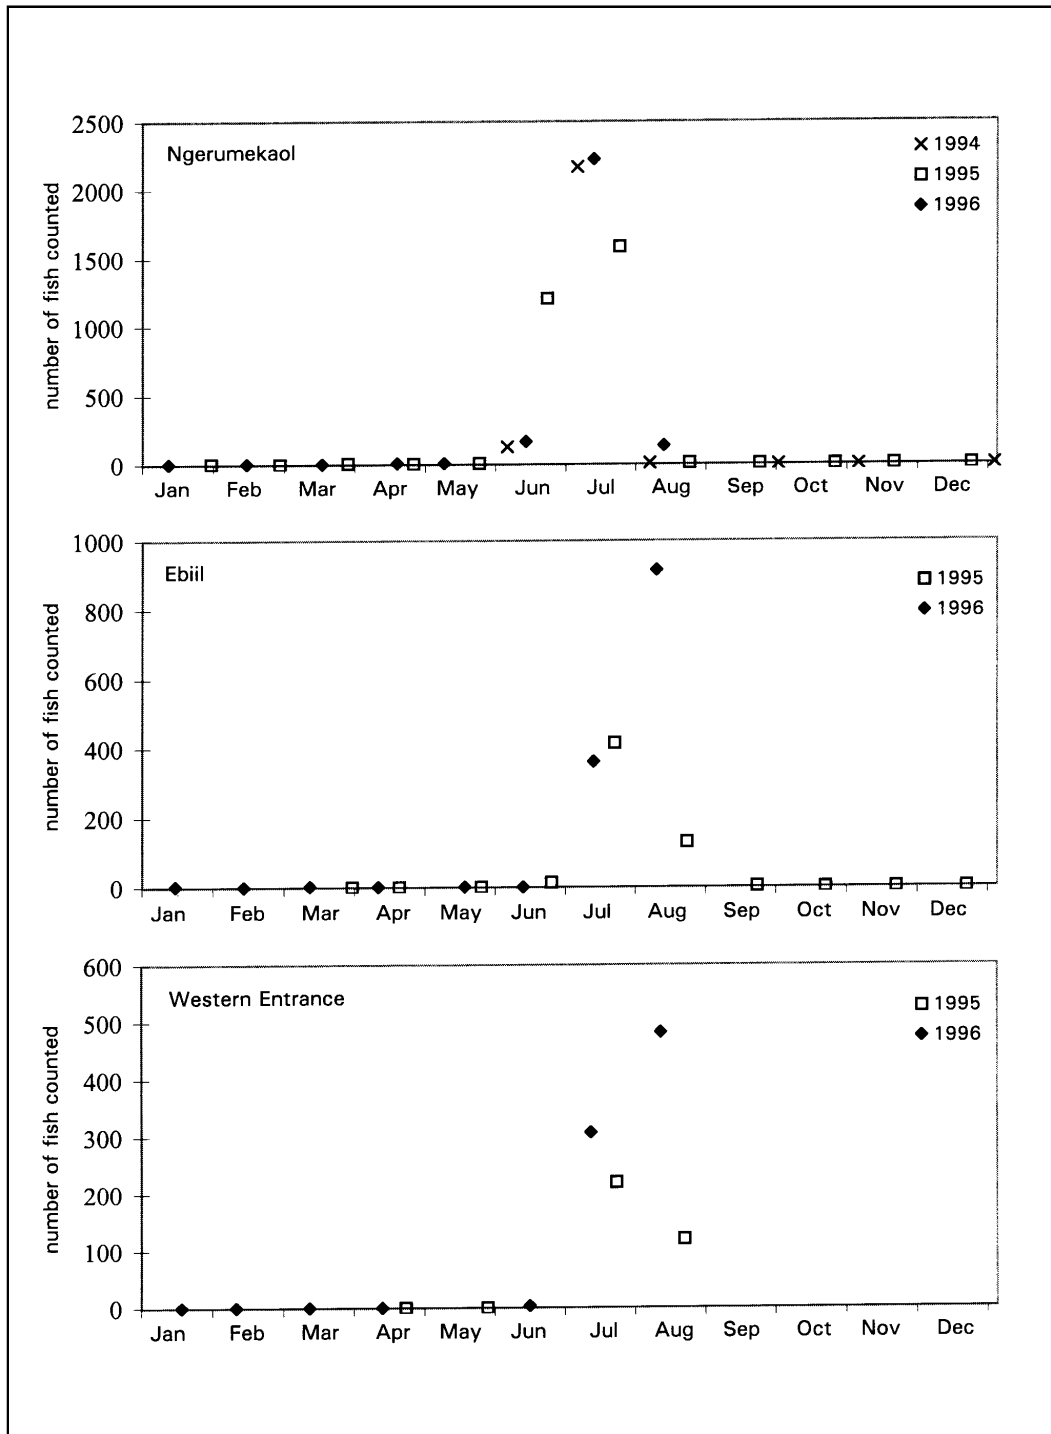 2500
2000
1500
1000
500
0
number of fish counted
Ngerumekaol
1994
1995
1996
Jan Feb Mar Apr May Jun Jul Aug Sep Oct Nov Dec
1000
800
600
400
200
0
number of fish counted
Ebiil
1995
1996
Jan Feb Mar Apr May Jun Jul Aug Sep Oct Nov Dec
600
500
400
300
200
100
0
number of fish counted
Western Entrance
1995
1996
Jan Feb Mar Apr May Jun Jul Aug Sep Oct Nov Dec